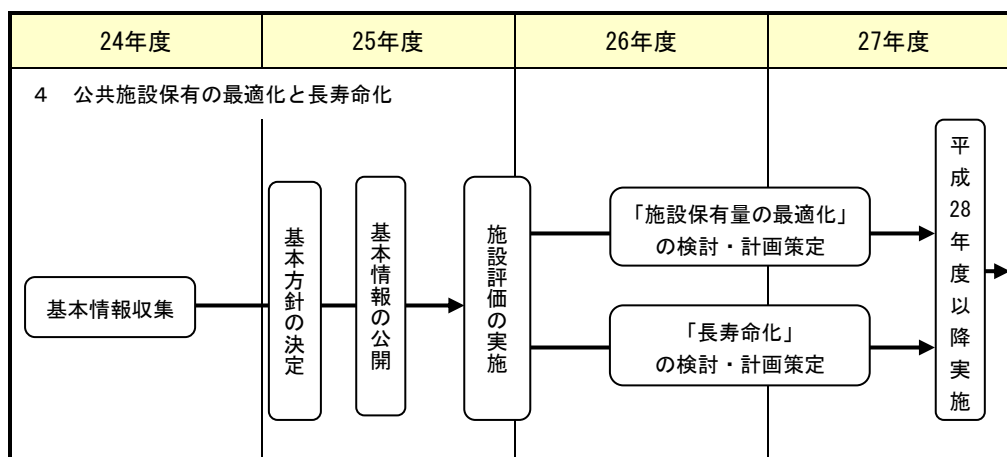 24年度
25年度
26年度
27年度
４　公共施設保有の最適化と長寿命化
基本情報収集
基本方針の決定
基本情報の公開
施設評価の実施
「施設保有量の最適化」
の検討・計画策定
「長寿命化」
の検討・計画策定
平成28年度以降実施